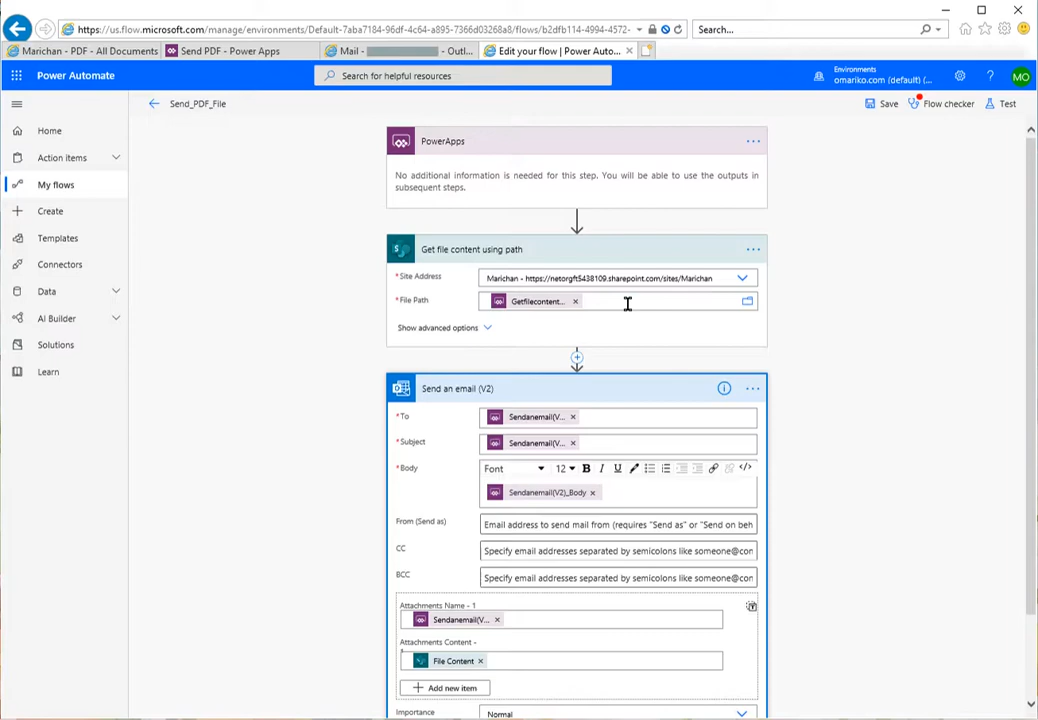 https://us.flow.microsoft.com/manage/environments/Default-7aba7184-96df-4c64-a895-7366d03268a8/flows/b2dfb114-4994-4572-
Search...
Marichan - PDF - All Documents
Send PDF - Power Apps
Mail - Outl...
Edit your flow | Power Auto...
Power Automate
Search for helpful resources
Environments
omariko.com (default) (...
MO
Send_PDF_File
Save
Flow checker
Test
Home
Action items
My flows
Create
Templates
Connectors
Data
AI Builder
Solutions
Learn
PowerApps
No additional information is needed for this step. You will be able to use the outputs in
subsequent steps.
Get file content using path
*Site Address
Marichan - https://netorgft5438109.sharepoint.com/sites/Marichan
*File Path
Getfilecontent...
Show advanced options
Send an email (V2)
*To
Sendanemail(V...
*Subject
Sendanemail(V...
*Body
Font
12
B I U </>
Sendanemail(V2)_Body
From (Send as)
Email address to send mail from (requires "Send as" or "Send on beh
CC
Specify email addresses separated by semicolons like someone@con
BCC
Specify email addresses separated by semicolons like someone@con
Attachments Name - 1
Sendanemail(V...
Attachments Content -
1
File Content
Add new item
Importance
Normal